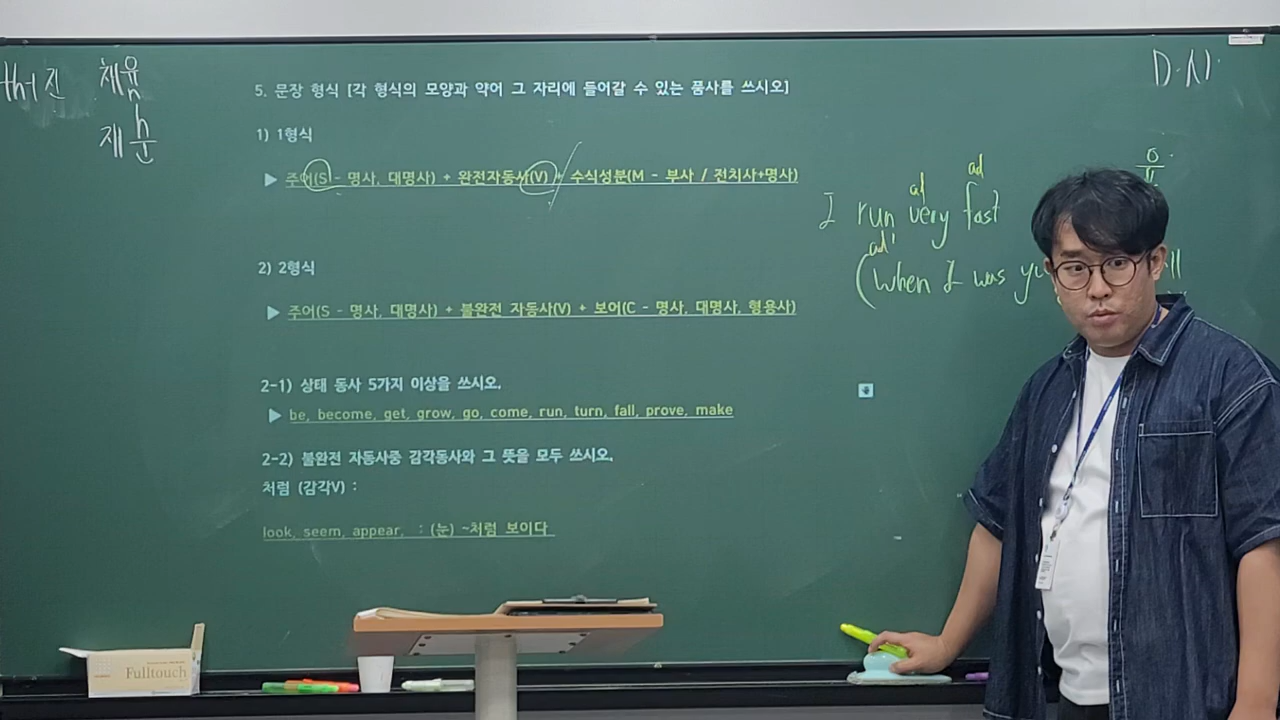 th-1 진 체육
제 눈
D.N.
5. 문장 형식 [각 형식의 모양과 약어 그 자리에 들어갈 수 있는 품사를 쓰시오]
1) 1형식
▶ 주어(S - 명사, 대명사) + 완전자동사(V) + 수식성분(M - 부사 / 전치사+명사)
ad ad
I run very fast
ad'
(when I was
2) 2형식
▶ 주어(S - 명사, 대명사) + 불완전 자동사(V) + 보어(C - 명사, 대명사, 형용사)
2-1) 상태 동사 5가지 이상을 쓰시오.
▶ be, become, get, grow, go, come, run, turn, fall, prove, make
2-2) 불완전 자동사중 감각동사와 그 뜻을 모두 쓰시오.
처럼 (감각V) :
look, seem, appear, : (눈) ~처럼 보이다
Fulltouch